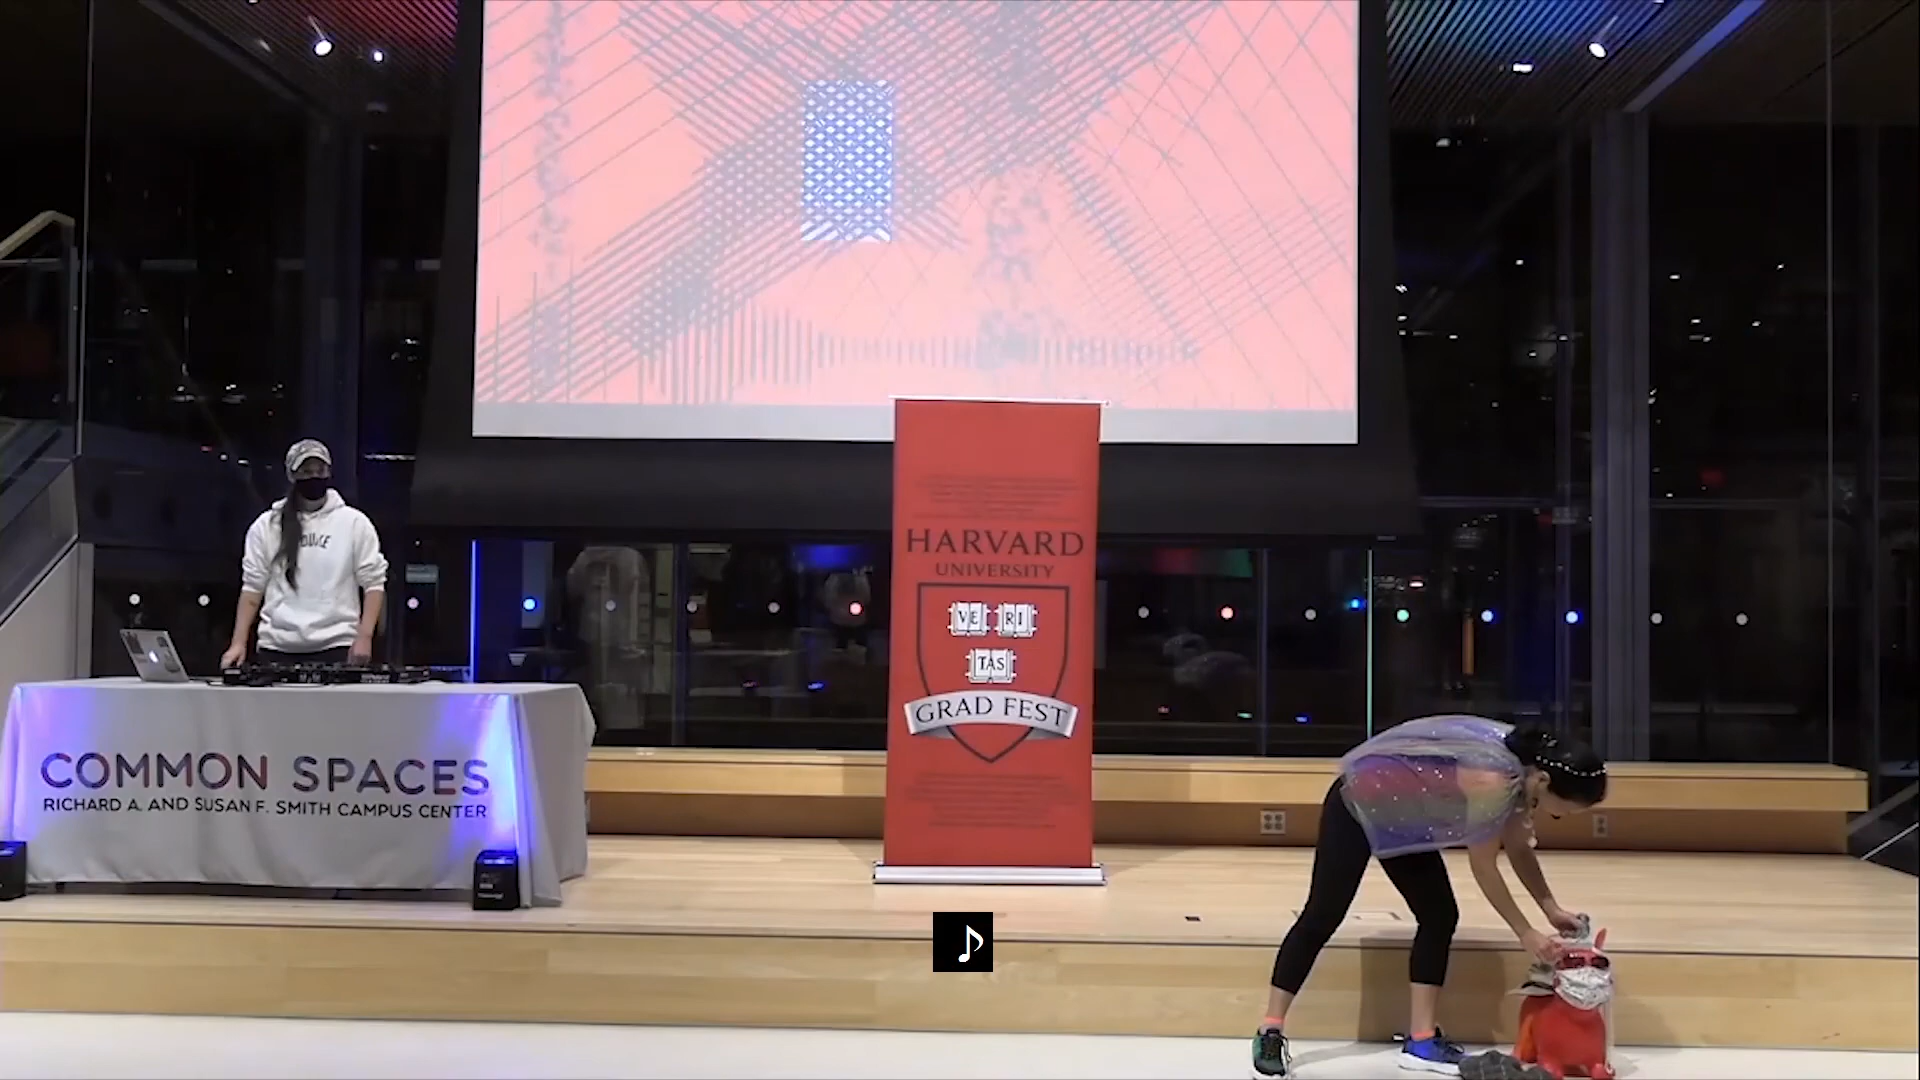 HARVARD
UNIVERSITY
VE RI
TAS
GRAD FEST
COMMON SPACES
RICHARD A. AND SUSAN F. SMITH CAMPUS CENTER
♪